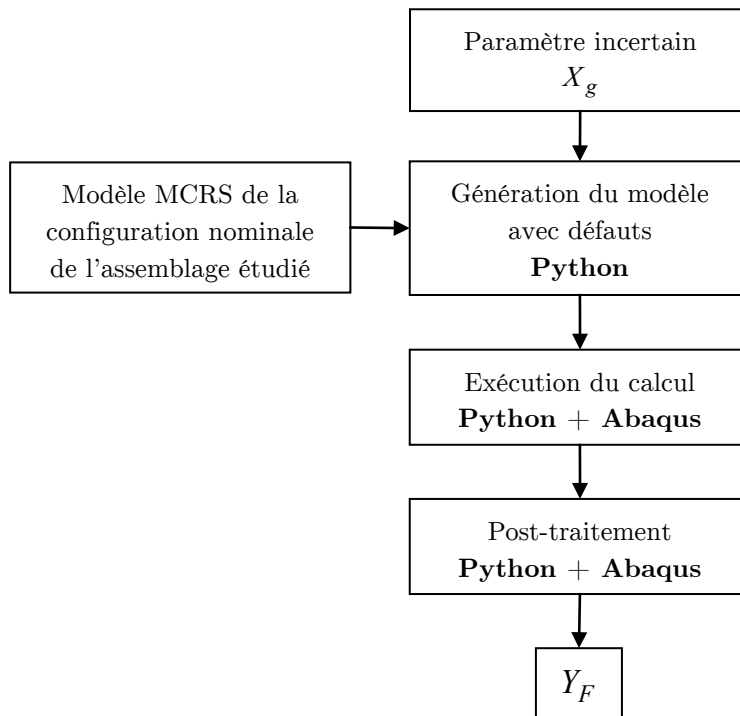 Paramètre incertain
X_g
Modèle MCRS de la
configuration nominale
de l'assemblage étudié
Génération du modèle
avec défauts
Python
Exécution du calcul
Python + Abaqus
Post-traitement
Python + Abaqus
Y_F